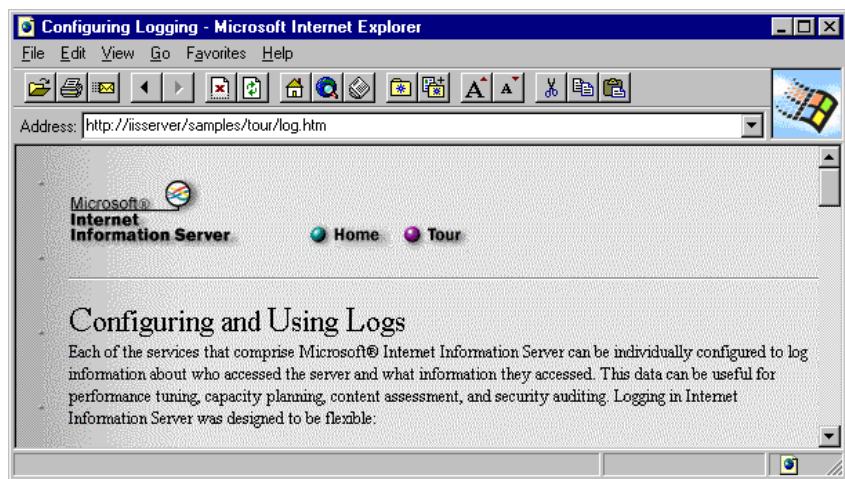 Configuring Logging - Microsoft Internet Explorer
File Edit View Go Favorites Help
A A
Address: http://iisserver/samples/tour/log.htm
Microsoft®
Internet
Information Server
Home Tour
Configuring and Using Logs
Each of the services that comprise Microsoft® Internet Information Server can be individually configured to log
information about who accessed the server and what information they accessed. This data can be useful for
performance tuning, capacity planning, content assessment, and security auditing. Logging in Internet
Information Server was designed to be flexible: